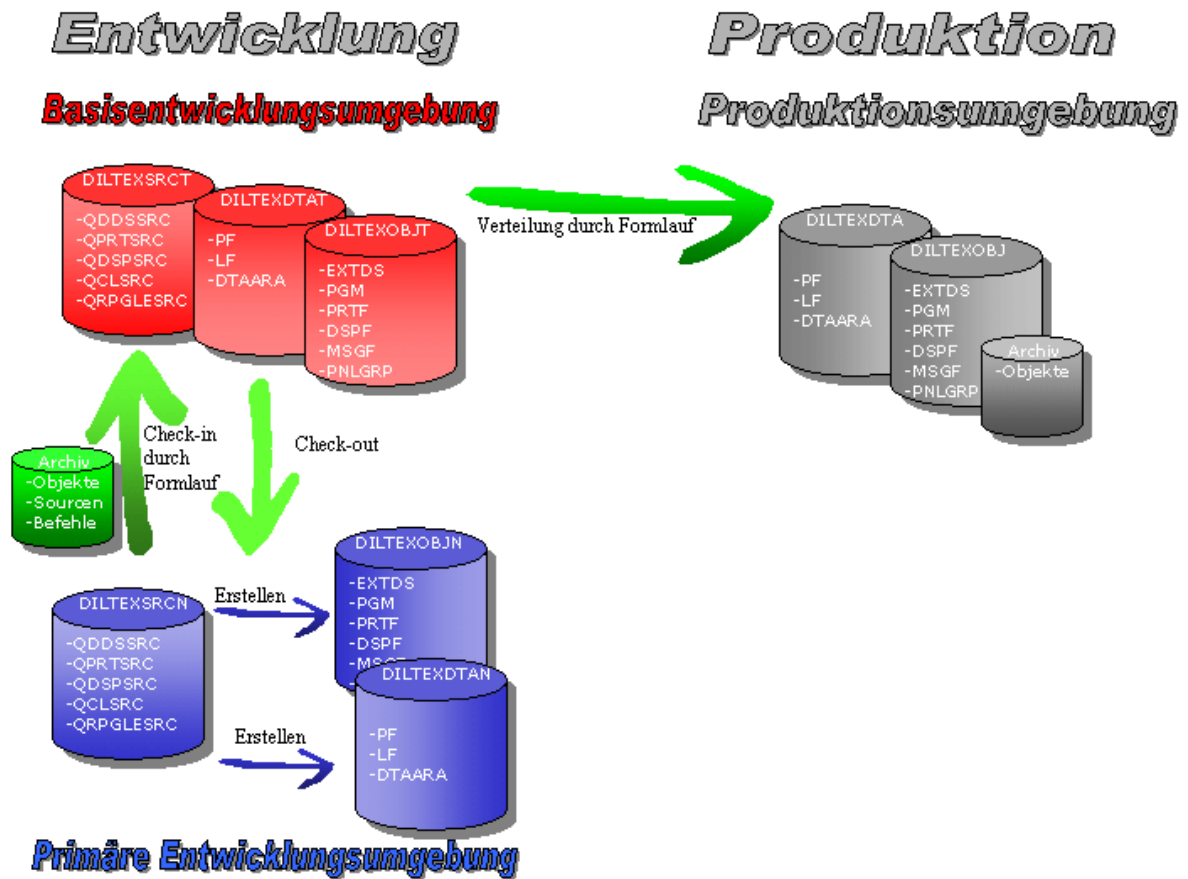 Entwicklung
Produktion
Basisentwicklungsumgebung
Produktionsumgebung
DILTEXSRCT
-QDDSSRC
-QPRTSRC
-QDSPSRC
-QCLSRC
-QRPGLESRC
DILTEXDTAT
-PF
-LF
-DTAARA
DILTEXOBJT
-EXTDS
-PGM
-PRTF
-DSPF
-MSGF
-PNLGRP
Verteilung durch Formlauf
DILTEXDTA
-PF
-LF
-DTAARA
DILTEXOBJ
-EXTDS
-PGM
-PRTF
-DSPF
-MSGF
-PNLGRP
Archiv
-Objekte
Archiv
-Objekte
-Sourcen
-Befehle
Check-in
durch
Formlauf
Check-out
DILTEXSRCN
-QDDSSRC
-QPRTSRC
-QDSPSRC
-QCLSRC
-QRPGLESRC
Erstellen
Erstellen
DILTEXOBJN
-EXTDS
-PGM
-PRTF
-DSPF
DILTEXDTAN
-PF
-LF
-DTAARA
Primäre Entwicklungsumgebung